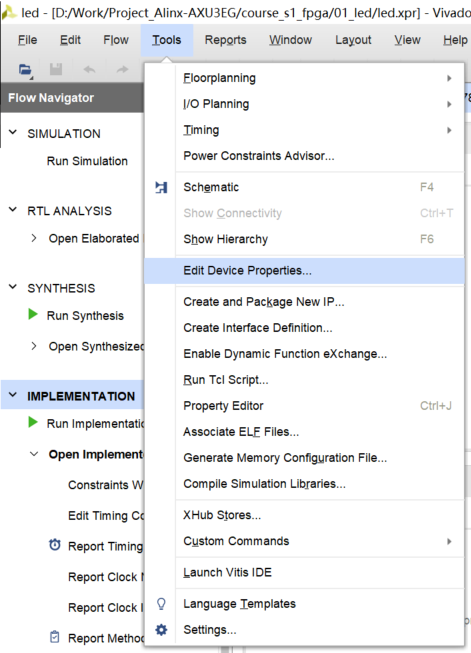 led - [D:/Work/Project_Alinx-AXU3EG/course_s1_fpga/01_led/led.xpr] - Vivado
File Edit Flow Tools Reports Window Layout View Help
Flow Navigator
SIMULATION
Run Simulation
RTL ANALYSIS
Open Elaborated
SYNTHESIS
Run Synthesis
Open Synthesized
IMPLEMENTATION
Run Implementatio
Open Implement
Constraints W
Edit Timing Co
Report Timing
Report Clock
Report Clock
Report Method
Floorplanning
I/O Planning
Timing
Power Constraints Advisor...
Schematic F4
Show Connectivity Ctrl+T
Show Hierarchy F6
Edit Device Properties...
Create and Package New IP...
Create Interface Definition...
Enable Dynamic Function eXchange...
Run Tcl Script...
Property Editor Ctrl+J
Associate ELF Files...
Generate Memory Configuration File...
Compile Simulation Libraries...
XHub Stores...
Custom Commands
Launch Vitis IDE
Language Templates
Settings...